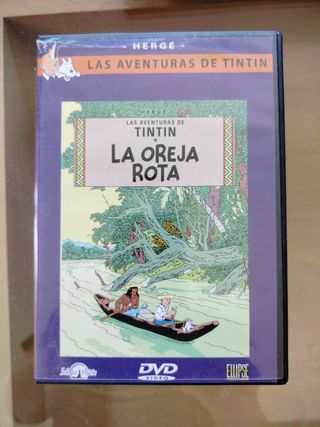 HERGÉ
LAS AVENTURAS DE TINTIN
HERGÉ
LAS AVENTURAS DE
TINTIN
LA OREJA
ROTA
DVD
VIDEO
ELLIPSE